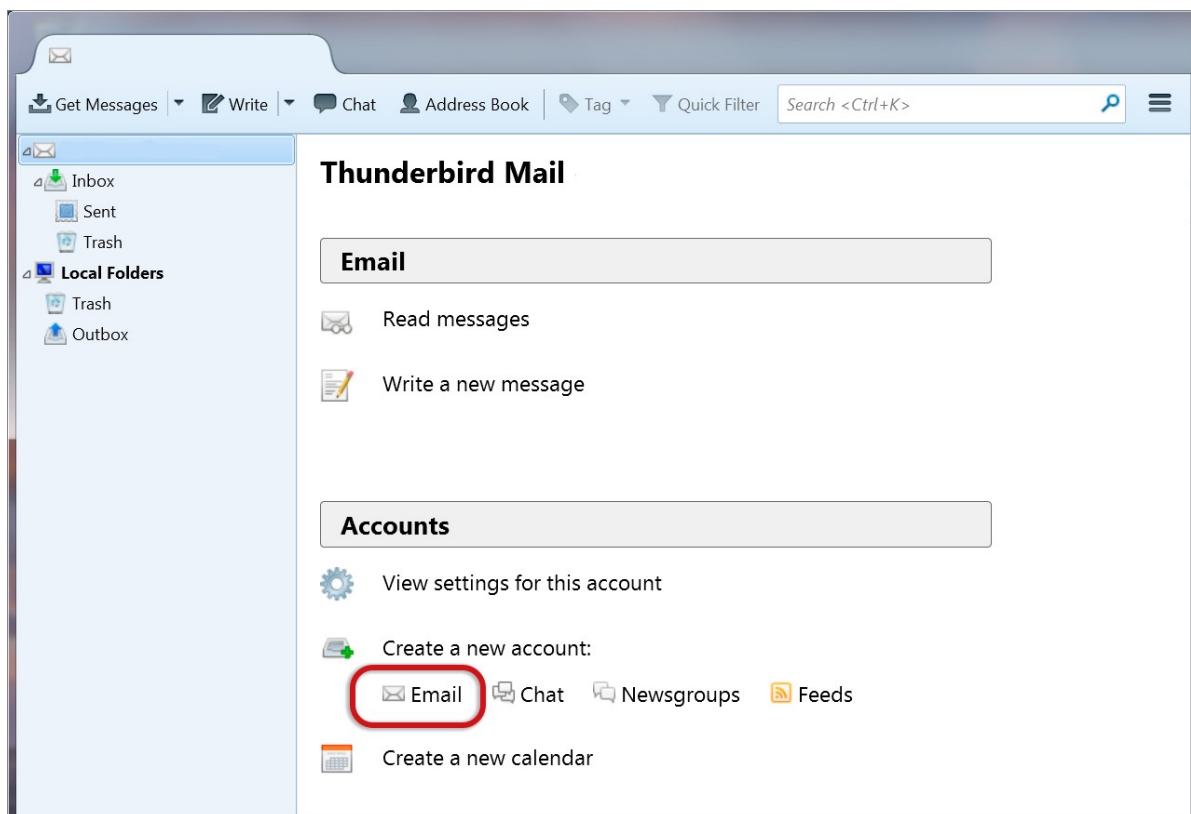 Get Messages Write Chat Address Book Tag Quick Filter Search <Ctrl+K>
Inbox
Sent
Trash
Local Folders
Trash
Outbox
Thunderbird Mail
Email
Read messages
Write a new message
Accounts
View settings for this account
Create a new account:
Email Chat Newsgroups Feeds
Create a new calendar